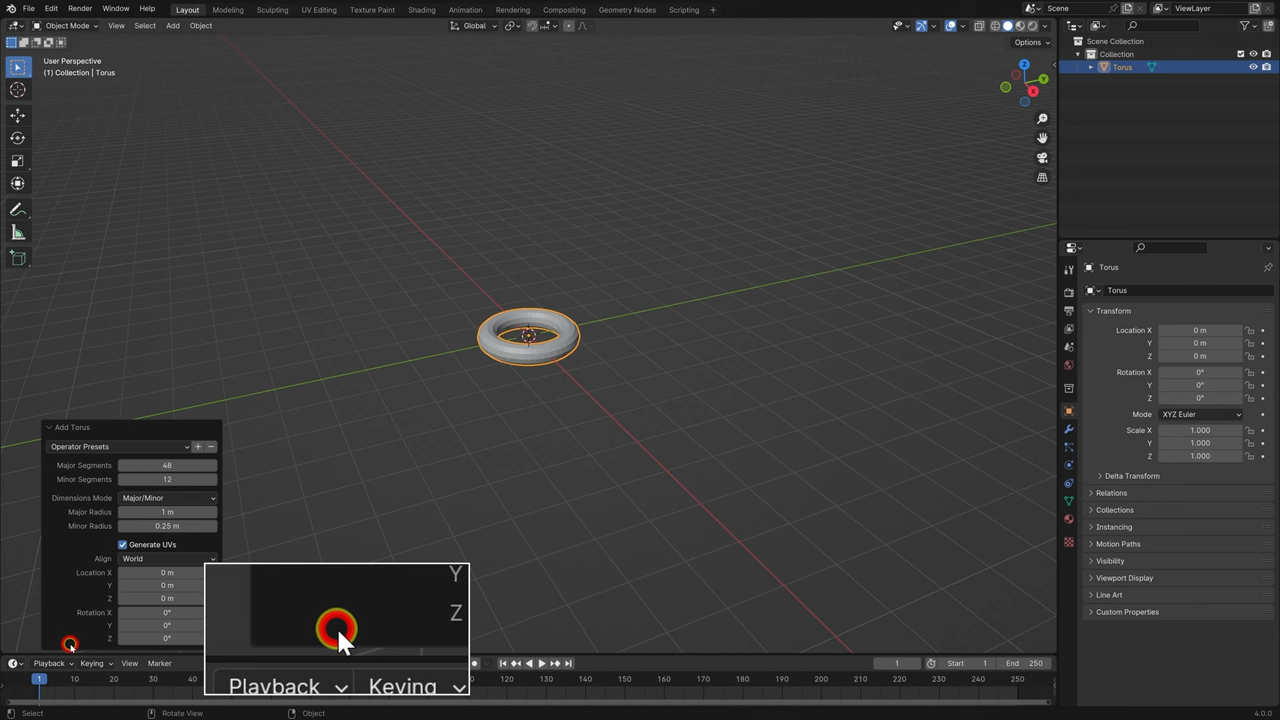 File Edit Render Window Help Layout Modeling Sculpting UV Editing Texture Paint Shading Animation Rendering Compositing Geometry Nodes Scripting + Scene ViewLayer
Object Mode View Select Add Object Global
Options
User Perspective
(1) Collection | Torus
Z
Y
X
Scene Collection
Collection
Torus
Torus
Torus
Transform
Location X 0 m
Y 0 m
Z 0 m
Rotation X 0°
Y 0°
Z 0°
Mode XYZ Euler
Scale X 1.000
Y 1.000
Z 1.000
Delta Transform
Relations
Collections
Instancing
Motion Paths
Visibility
Viewport Display
Line Art
Custom Properties
Add Torus
Operator Presets + −
Major Segments 48
Minor Segments 12
Dimensions Mode Major/Minor
Major Radius 1 m
Minor Radius 0.25 m
Generate UVs
Align World
Location X 0 m
Y 0 m
Z 0 m
Rotation X 0°
Y 0°
Z 0°
Y
Z
Playback Keying
Playback Keying View Marker 1 Start 1 End 250
1 10 20 30 40 100 110 120 130 140 150 160 170 180 190 200 210 220 230 240 250
Select Rotate View Object 4.0.0